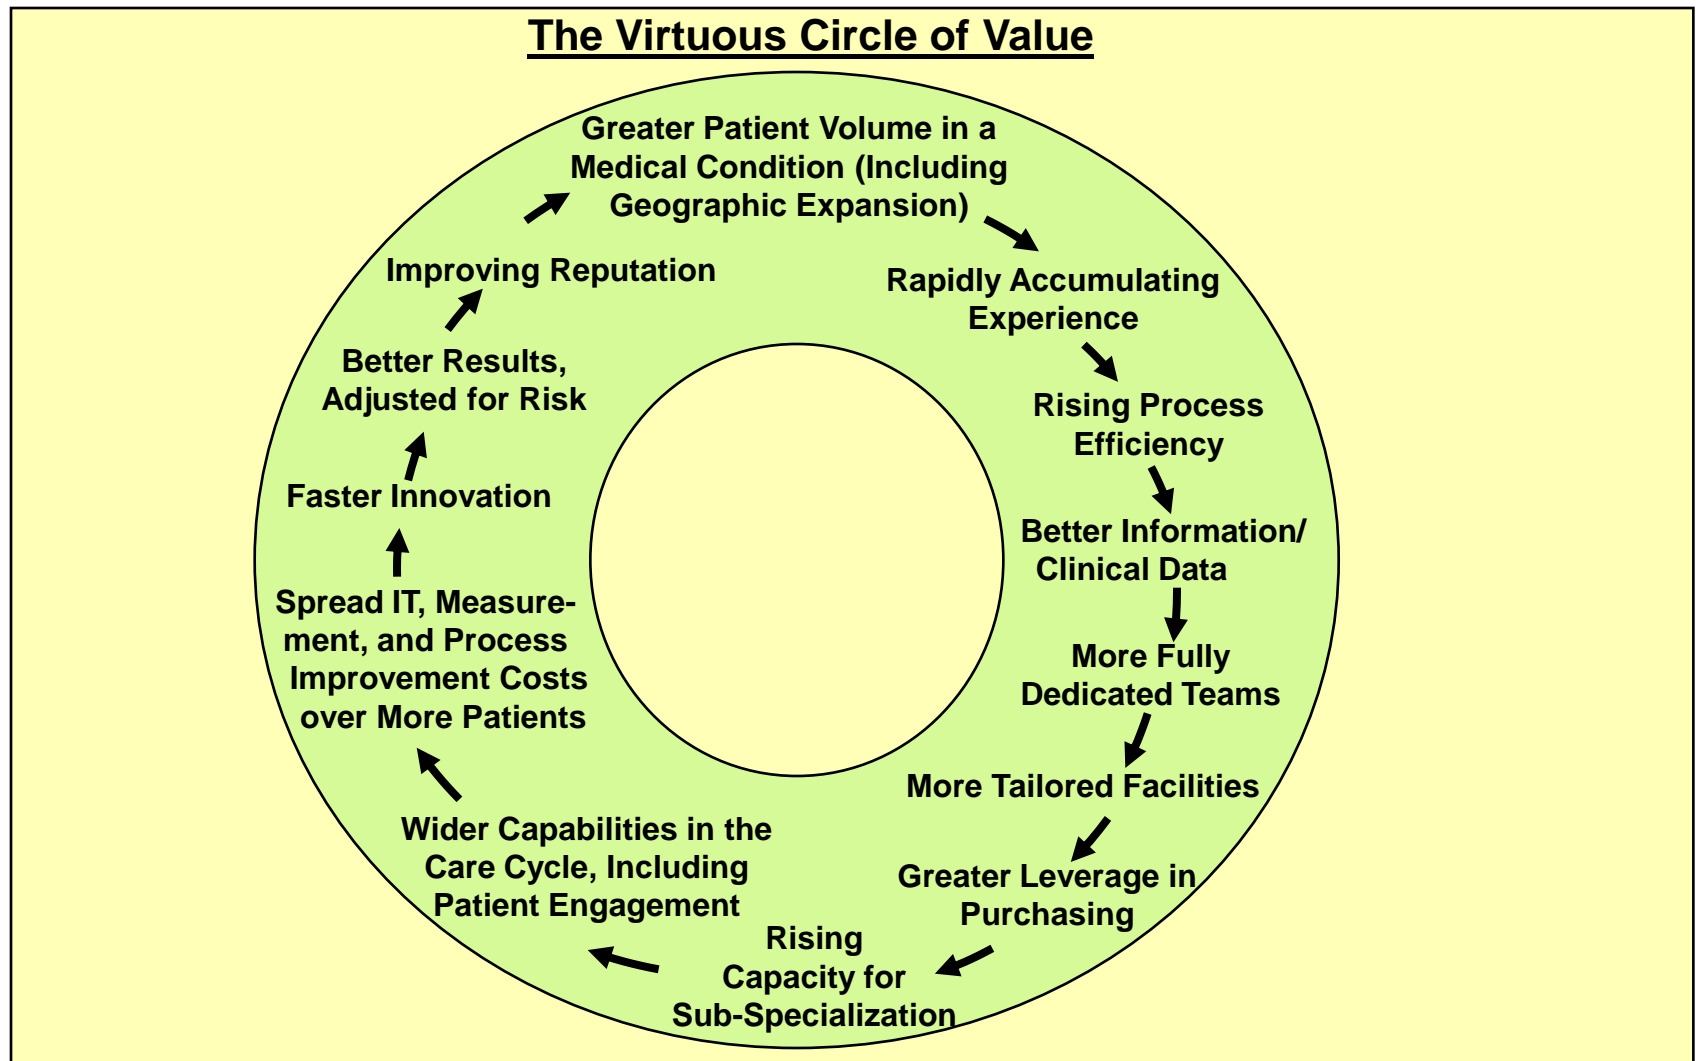 The Virtuous Circle of Value
Greater Patient Volume in a
Medical Condition (Including
Geographic Expansion)
Rapidly Accumulating
Experience
Rising Process
Efficiency
Better Information/
Clinical Data
More Fully
Dedicated Teams
More Tailored Facilities
Greater Leverage in
Purchasing
Rising
Capacity for
Sub-Specialization
Wider Capabilities in the
Care Cycle, Including
Patient Engagement
Spread IT, Measure-
ment, and Process
Improvement Costs
over More Patients
Faster Innovation
Better Results,
Adjusted for Risk
Improving Reputation